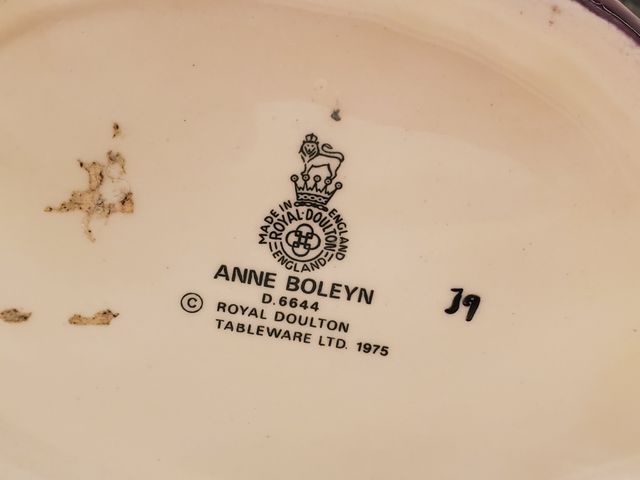 MADE IN ENGLAND
ROYAL·DOULTON
ENGLAND
ANNE BOLEYN
D.6644
© ROYAL DOULTON
TABLEWARE LTD. 1975
J9